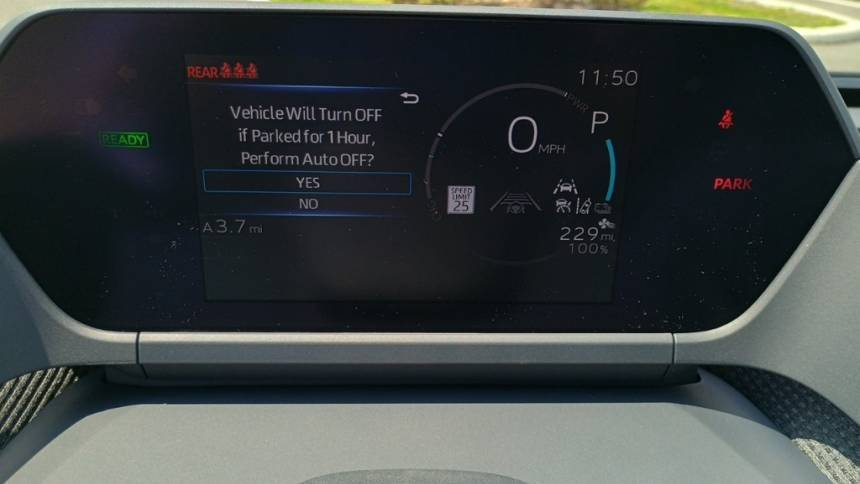 REAR
11:50
Vehicle Will Turn OFF
if Parked for 1 Hour,
Perform Auto OFF?
YES
NO
READY
PWR
0 MPH
P
PARK
SPEED
LIMIT
25
A 3.7 mi
229 mi
100%